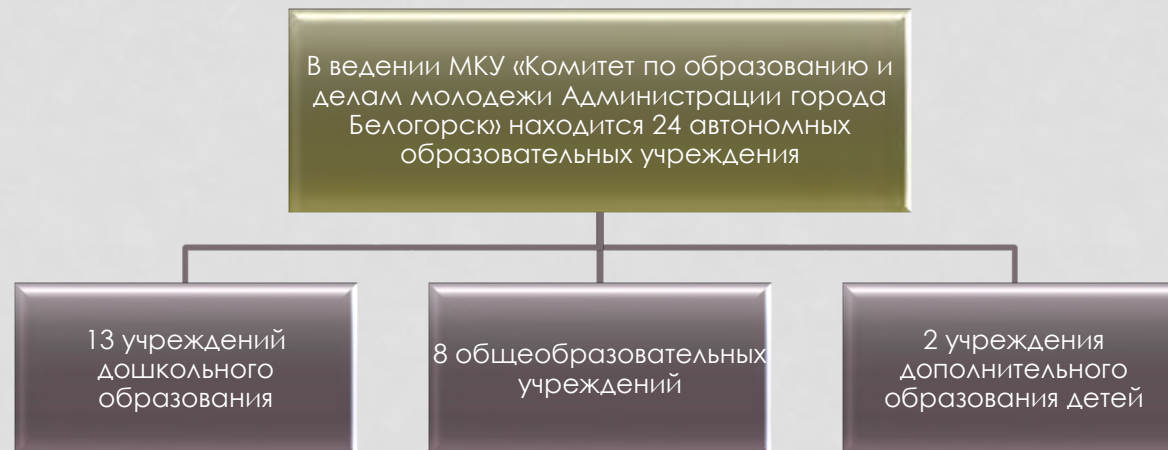 В ведении МКУ «Комитет по образованию и
делам молодежи Администрации города
Белогорск» находится 24 автономных
образовательных учреждения
13 учреждений
дошкольного
образования
8 общеобразовательных
учреждений
2 учреждения
дополнительного
образования детей